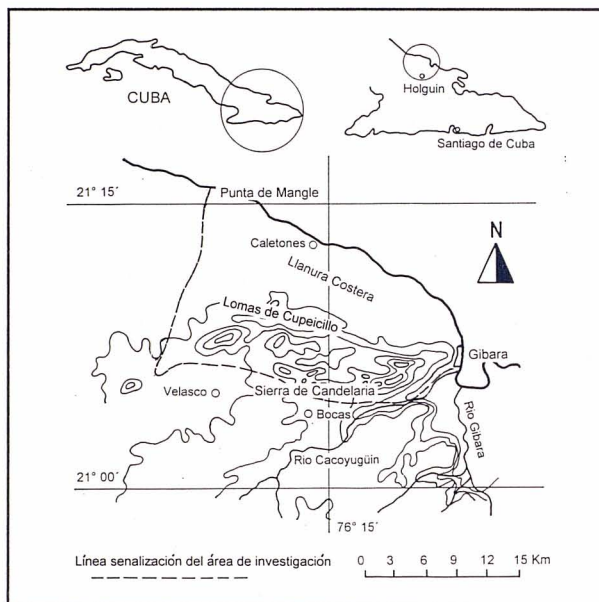 CUBA
Holguin
Santiago de Cuba
21° 15´
Punta de Mangle
N
Caletones
Llanura Costera
Lomas de Cupeicillo
Gibara
Velasco
Sierra de Candelaria
Bocas
Rio Gibara
Rio Cacoyugüin
21° 00´
76° 15´
Línea senalización del área de investigación
0 3 6 9 12 15 Km